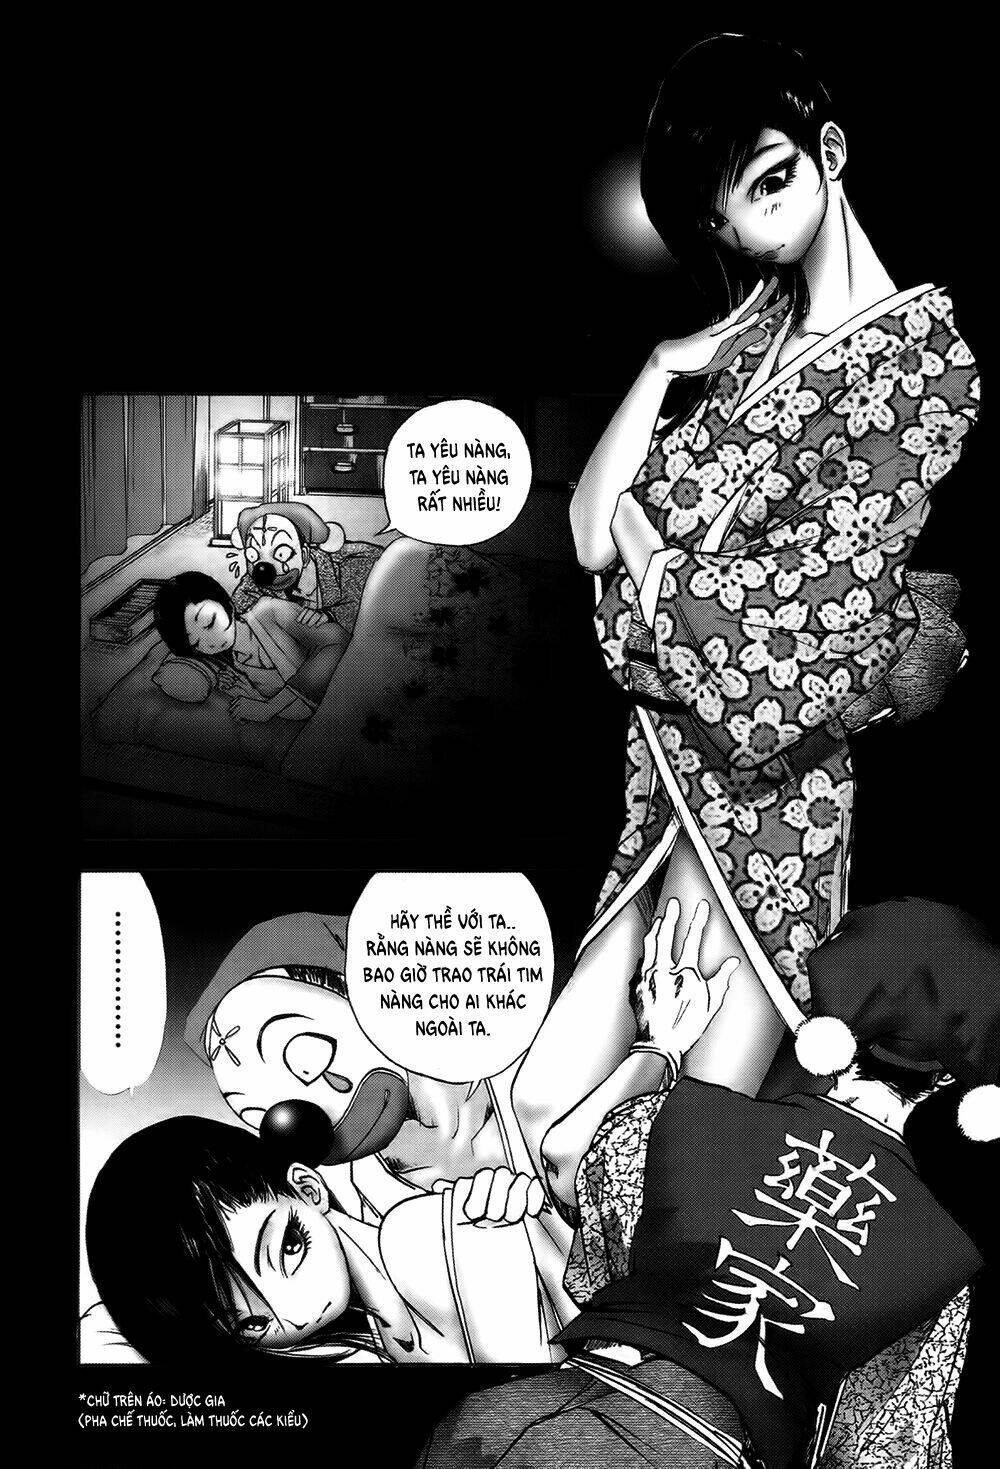 TA YÊU NÀNG,
TA YÊU NÀNG
RẤT NHIỀU!
HÃY THỀ VỚI TA..
RẰNG NÀNG SẼ KHÔNG
BAO GIỜ TRAO TRÁI TIM
NÀNG CHO AI KHÁC
NGOÀI TA.
.........
藥
家
*CHỮ TRÊN ÁO: DƯỢC GIA
(PHA CHẾ THUỐC, LÀM THUỐC CÁC KIỂU)